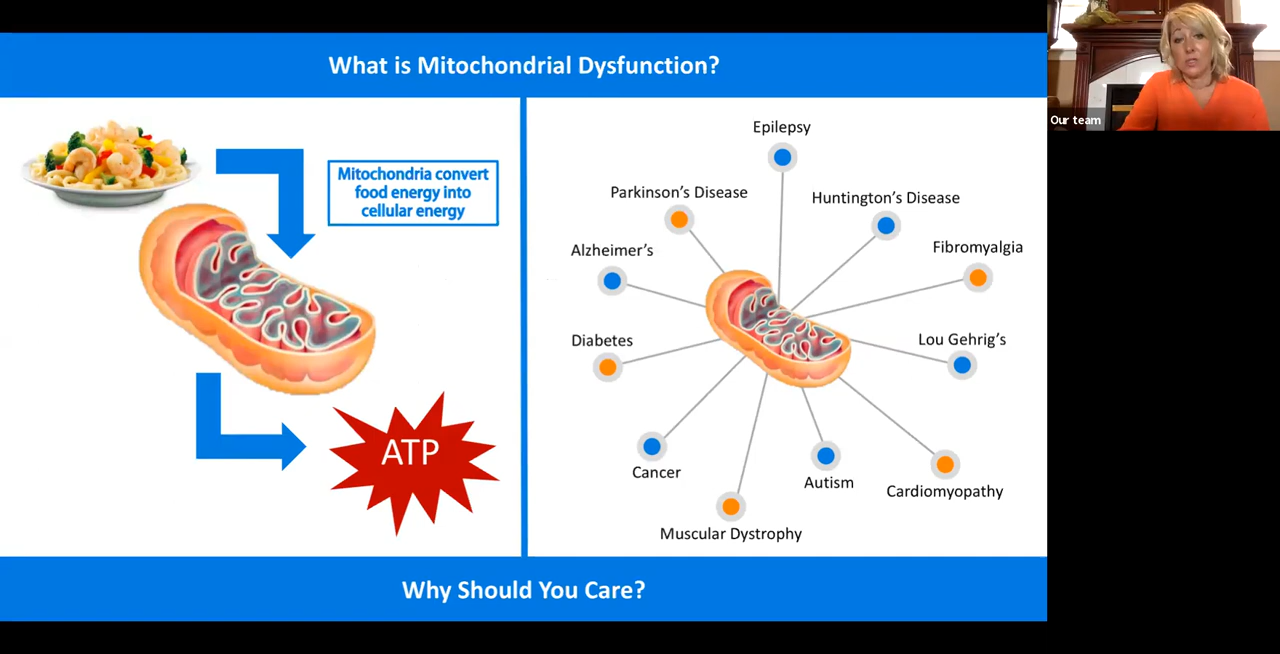 What is Mitochondrial Dysfunction?
Our team
Mitochondria convert
food energy into
cellular energy
ATP
Epilepsy
Parkinson's Disease
Huntington's Disease
Alzheimer's
Fibromyalgia
Diabetes
Lou Gehrig's
Cancer
Autism
Cardiomyopathy
Muscular Dystrophy
Why Should You Care?